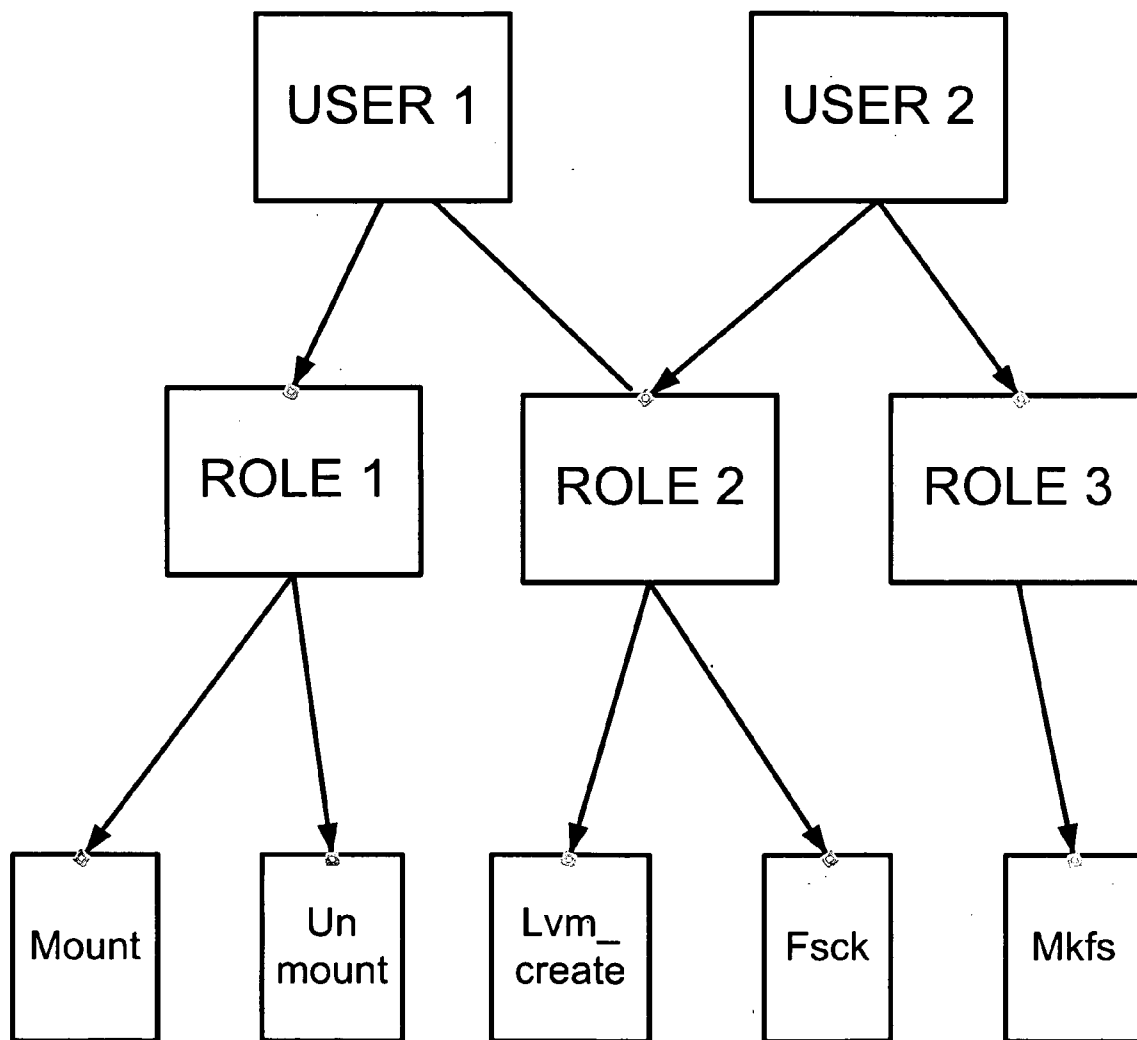 USER 1
USER 2
ROLE 1
ROLE 2
ROLE 3
Mount
Un
mount
Lvm_
create
Fsck
Mkfs